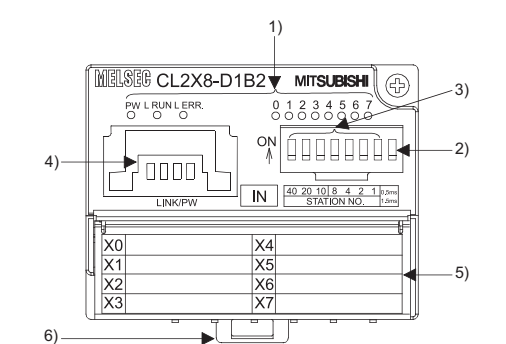 1)
MELSEC CL2X8-D1B2 MITSUBISHI
PW L RUN L ERR. 0 1 2 3 4 5 6 7
3)
ON
2)
4)
LINK/PW
IN
40 20 10 8 4 2 1 0.5ms
STATION NO. 1.5ms
X0 X4
X1 X5
X2 X6
X3 X7
5)
6)